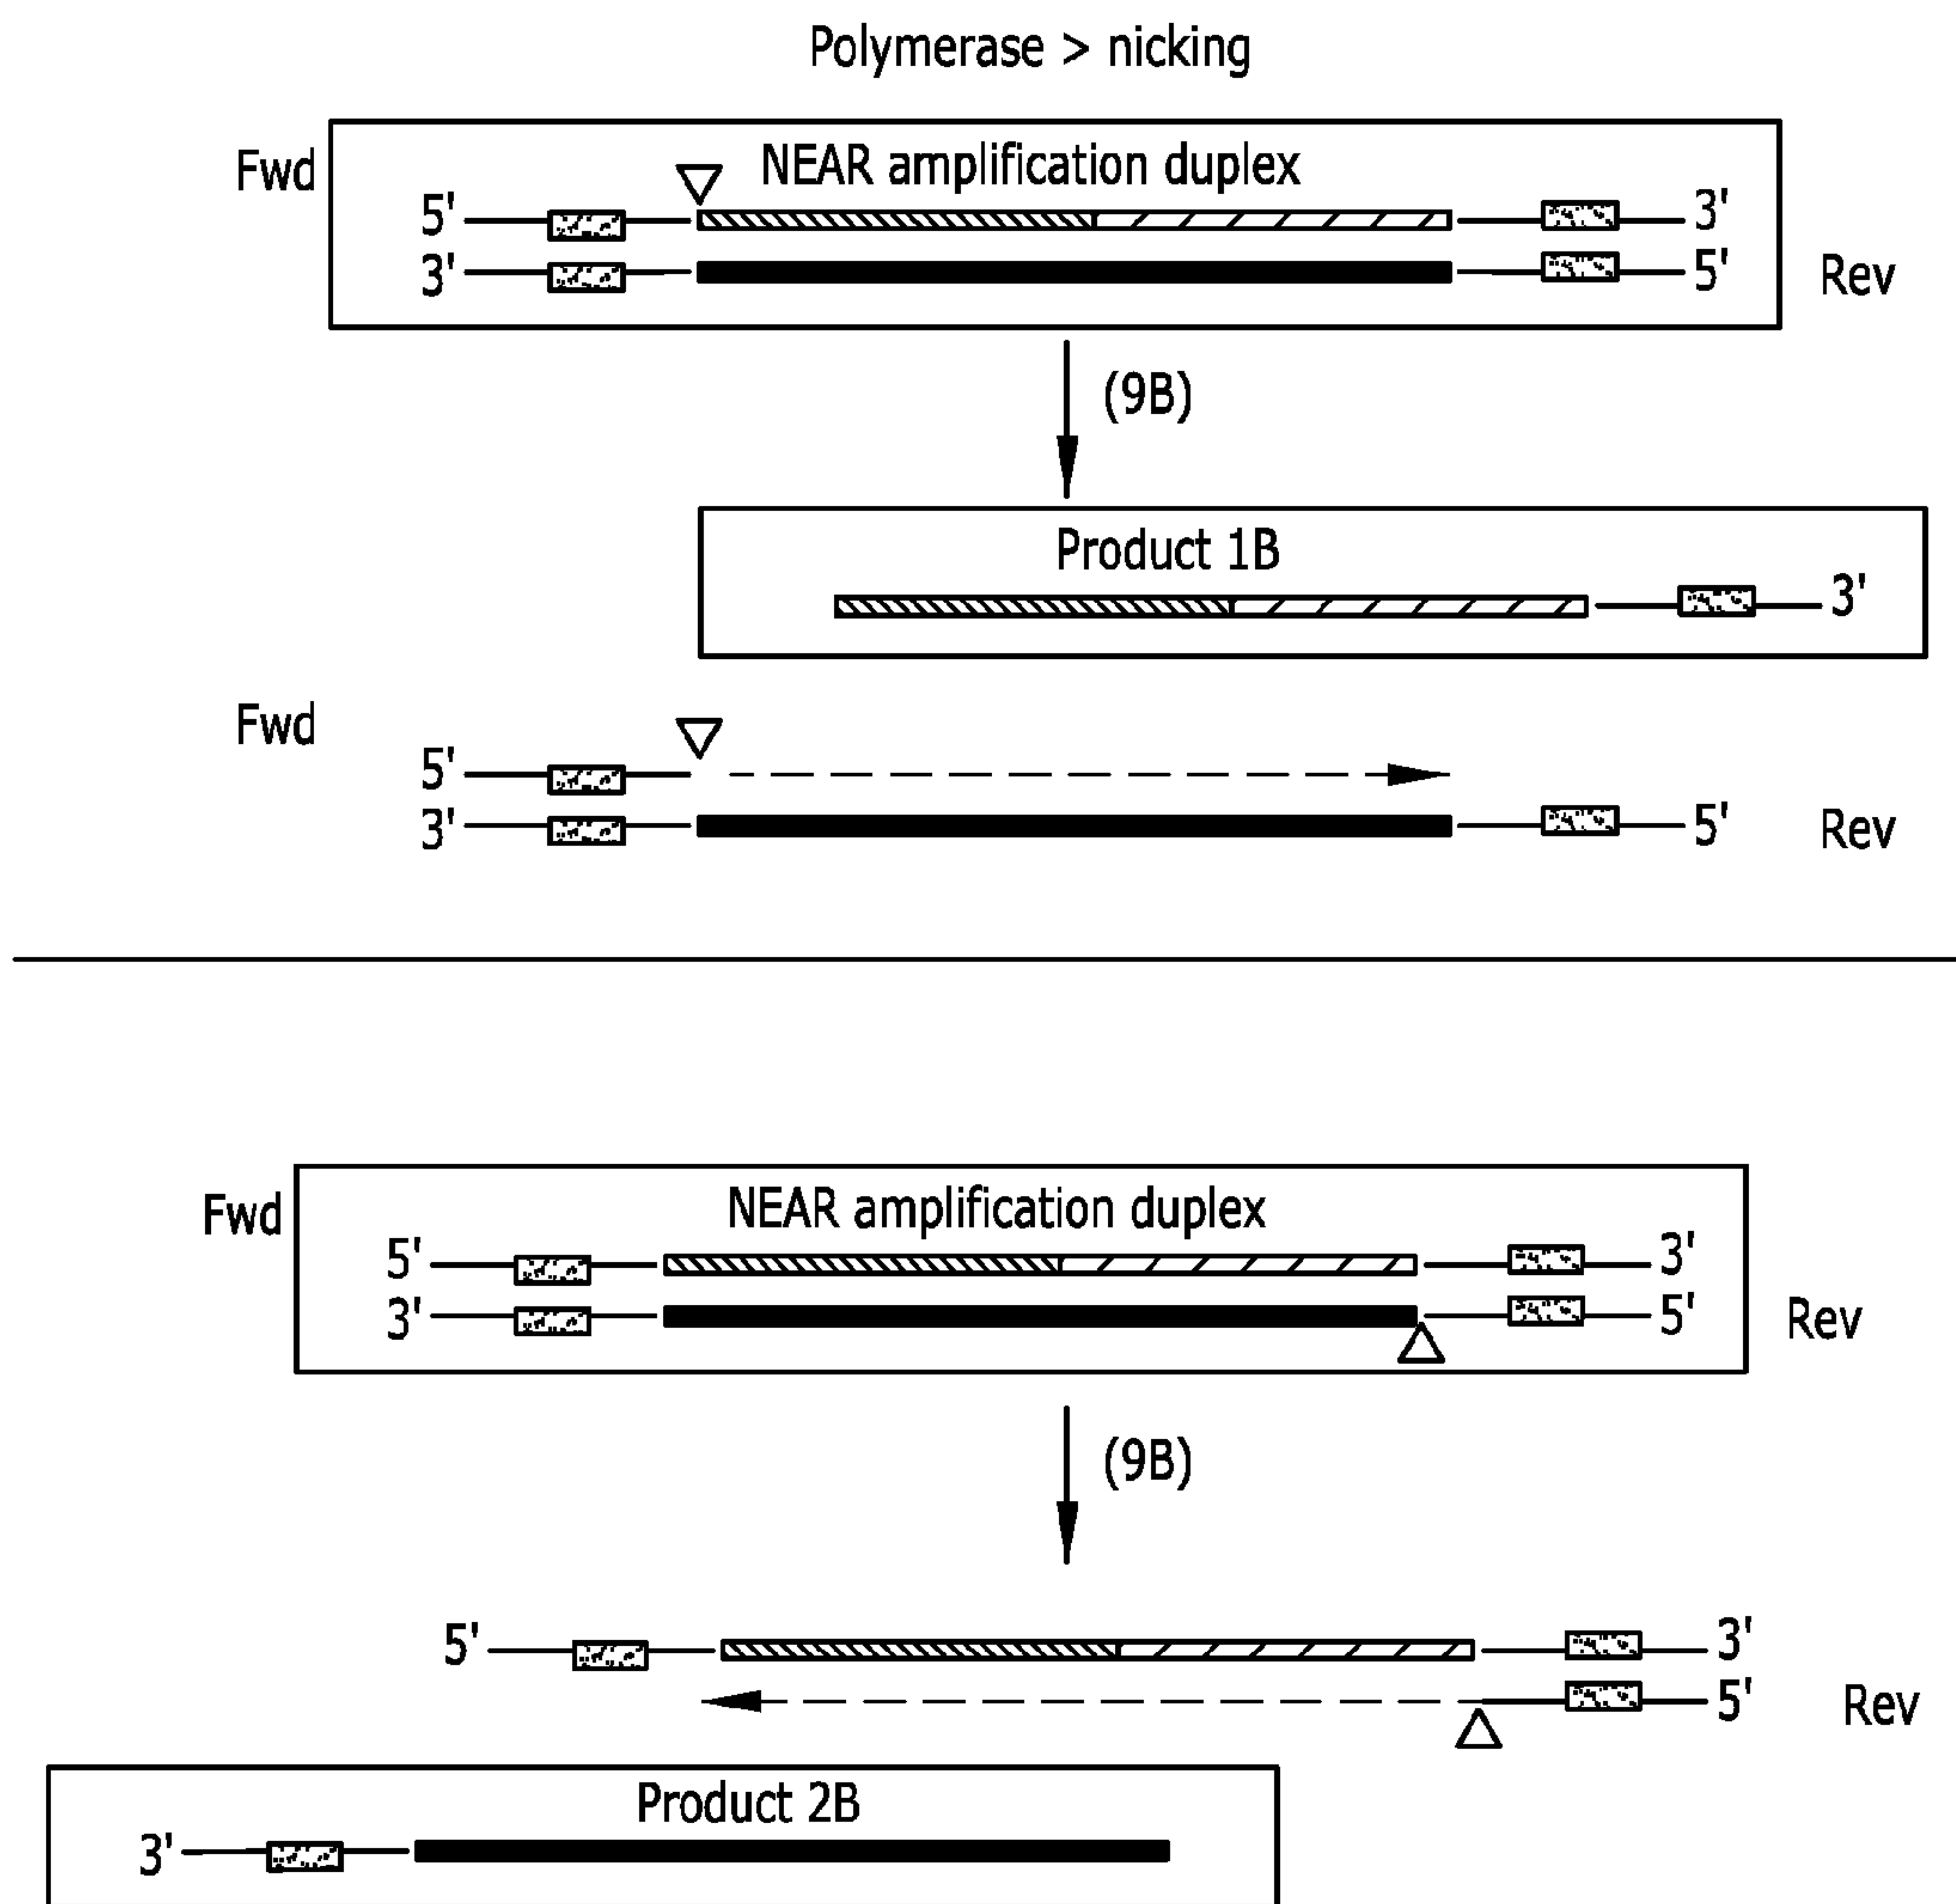 Polymerase > nicking
Fwd
NEAR amplification duplex
5' 3'
3' 5'
Rev
(9B)
Product 1B
3'
Fwd
5'
3' 5'
Rev
Fwd
NEAR amplification duplex
5' 3'
3' 5'
Rev
(9B)
5' 3'
5'
Rev
Product 2B
3'